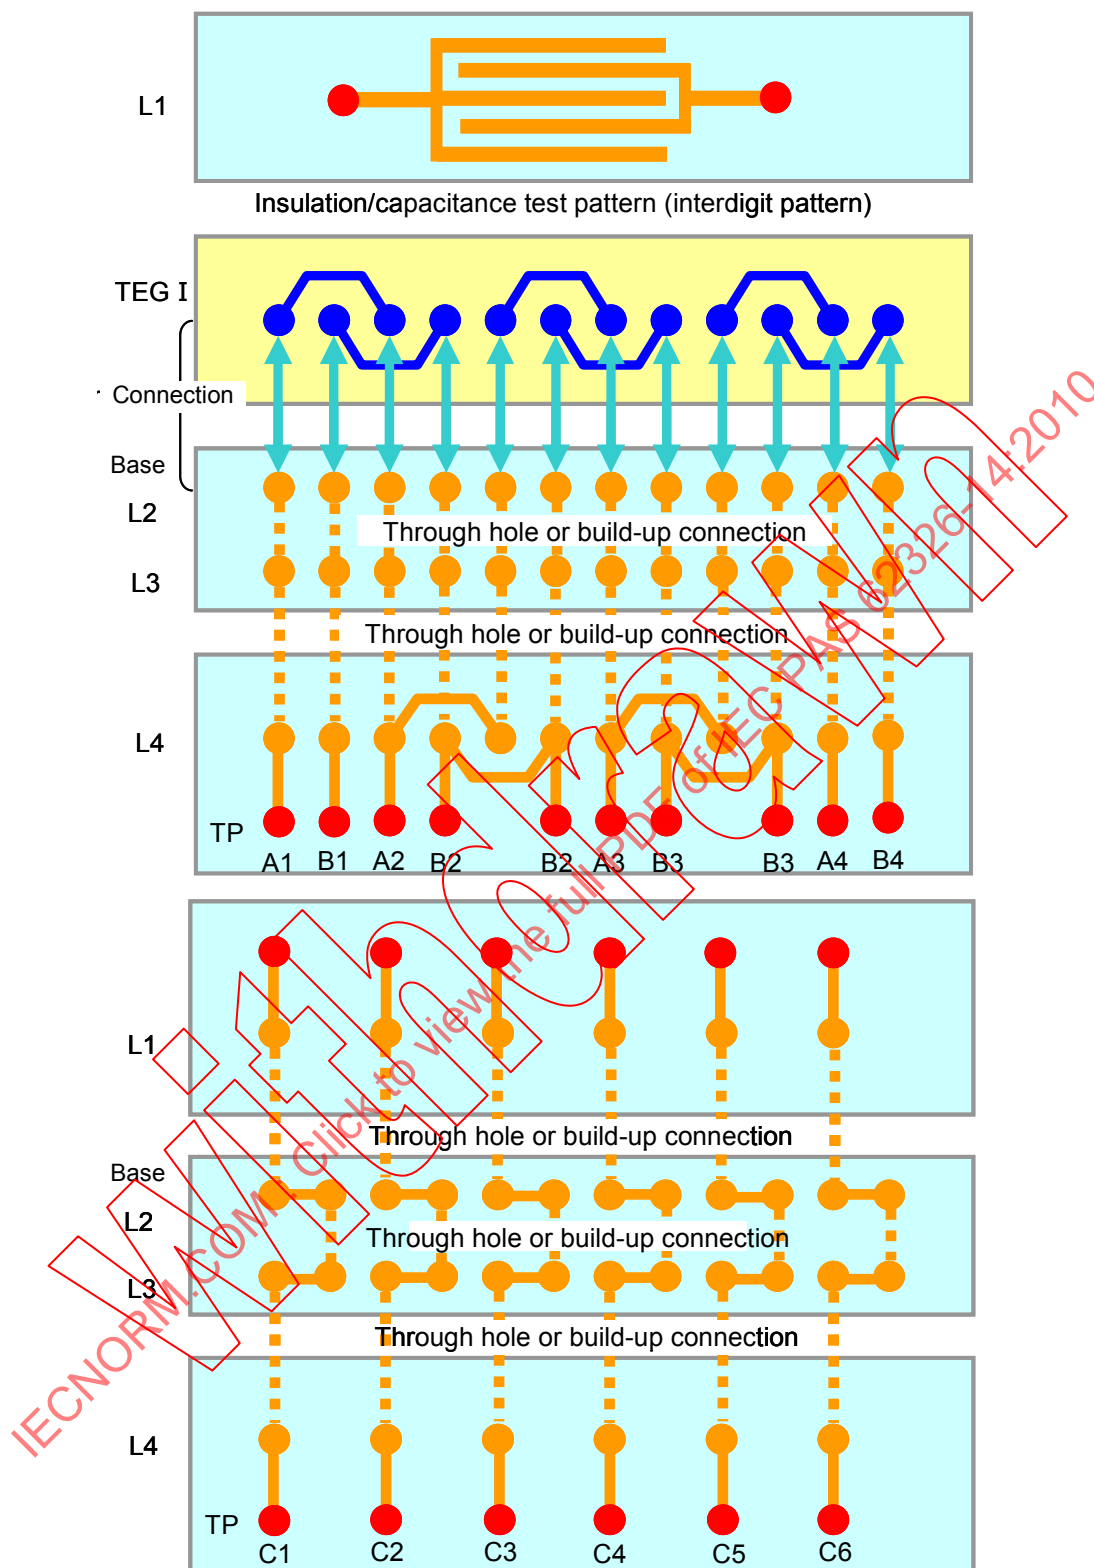 L1
Insulation/capacitance test pattern (interdigit pattern)
TEG I
Connection
Base
L2
Through hole or build-up connection
L3
Through hole or build-up connection
L4
TP
A1 B1 A2 B2 B2 A3 B3 B3 A4 B4
L1
Through hole or build-up connection
Base
L2
Through hole or build-up connection
L3
Through hole or build-up connection
L4
TP
C1 C2 C3 C4 C5 C6
IECNORM.COM: Click to view the full PDF of IEC PAS 62326-14:2010